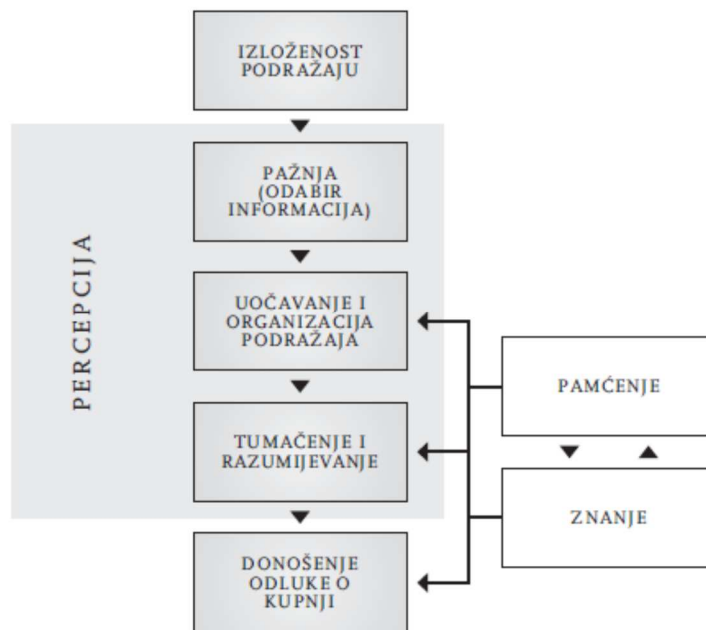 IZLOŽENOST
PODRAŽAJU
PERCEPCIJA
PAŽNJA
(ODABIR
INFORMACIJA)
UOČAVANJE I
ORGANIZACIJA
PODRAŽAJA
TUMAČENJE I
RAZUMIJEVANJE
DONOŠENJE
ODLUKE O
KUPNJI
PAMĆENJE
ZNANJE